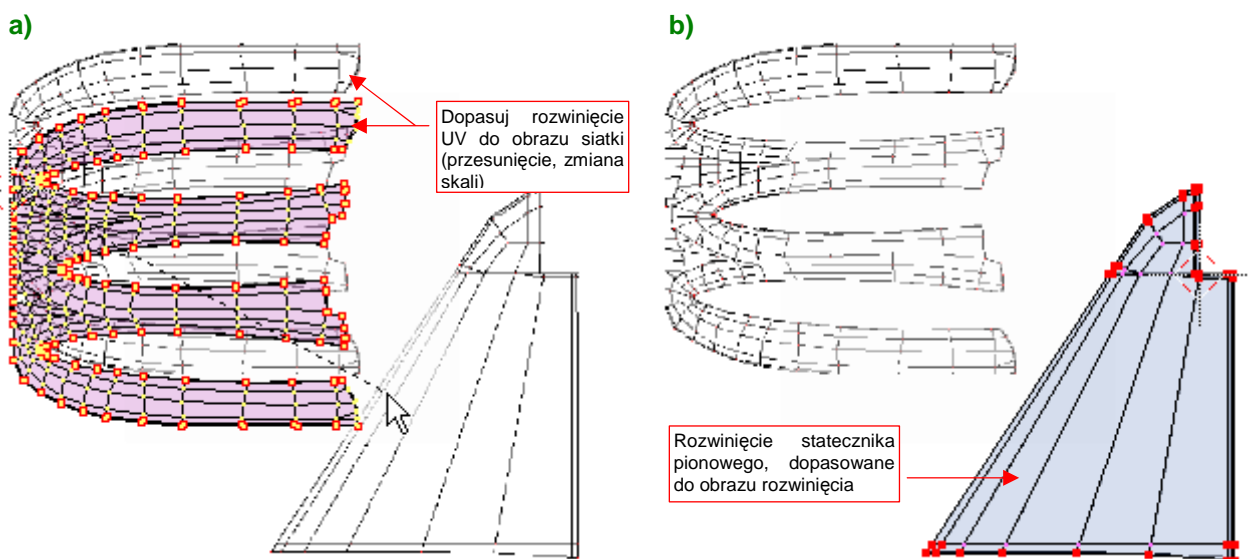 a)
b)
Dopasuj rozwinięcie
UV do obrazu siatki
(przesunięcie, zmiana
skali)
Rozwinięcie statecznika
pionowego, dopasowane
do obrazu rozwinięcia